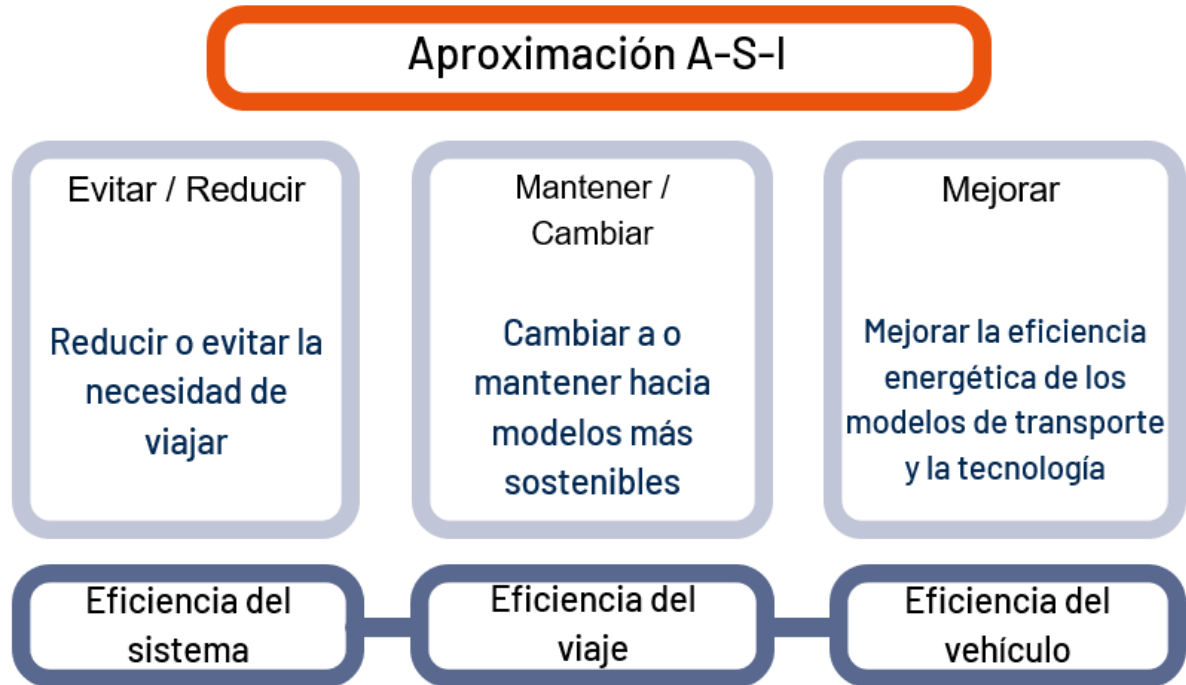 Aproximación A-S-I
Evitar / Reducir
Reducir o evitar la
necesidad de
viajar
Mantener /
Cambiar
Cambiar a o
mantener hacia
modelos más
sostenibles
Mejorar
Mejorar la eficiencia
energética de los
modelos de transporte
y la tecnología
Eficiencia del
sistema
Eficiencia del
viaje
Eficiencia del
vehículo